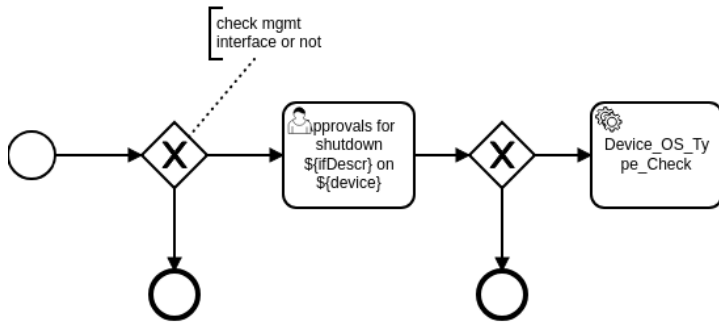 check mgmt
interface or not
pprovals for
shutdown
${ifDescr} on
${device}
Device_OS_Ty
pe_Check